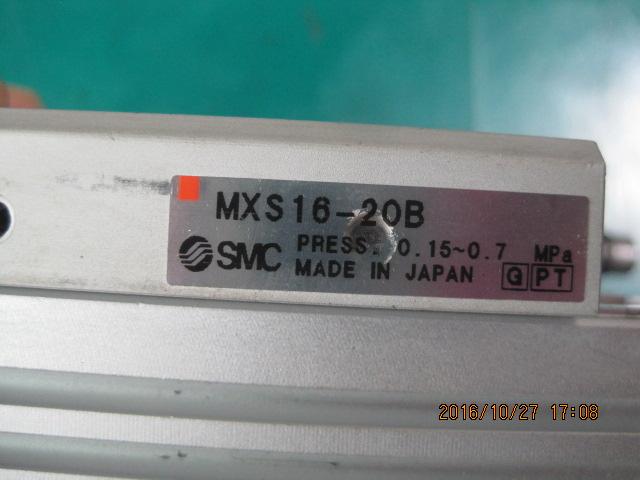 MXS16-20B
SMC
PRESS. 0.15~0.7 MPa
MADE IN JAPAN
G PT
2016/10/27 17:08